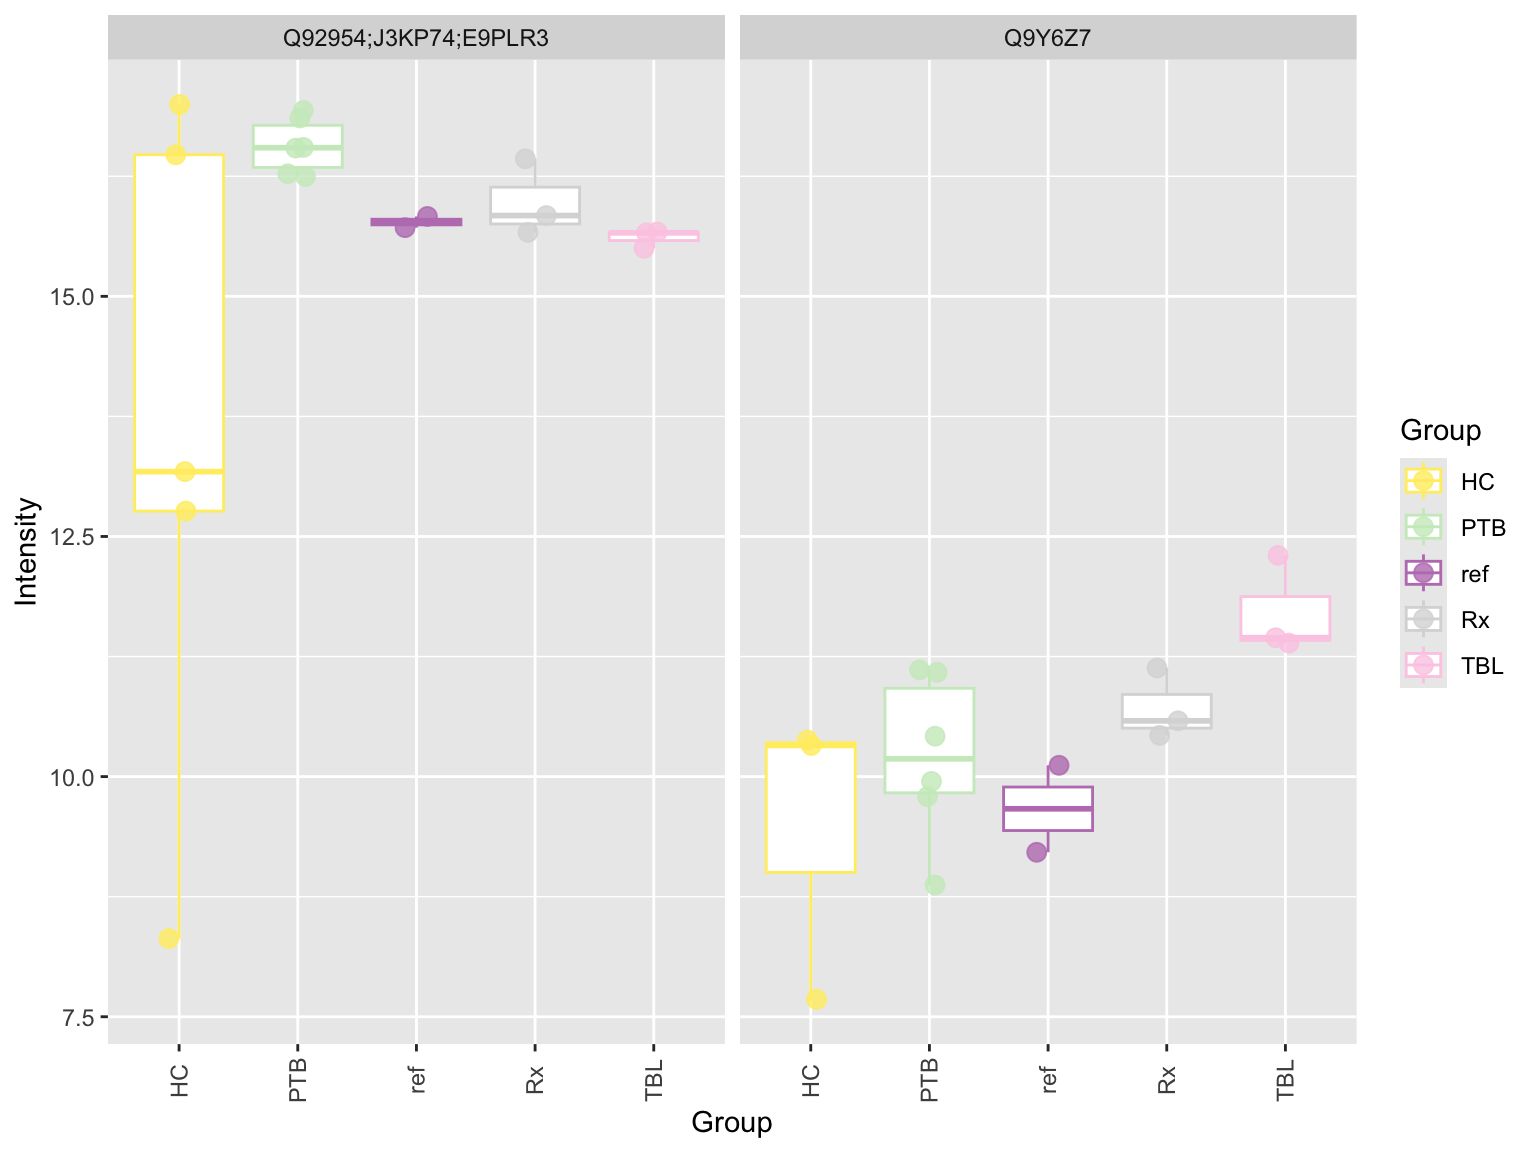 Q92954;J3KP74;E9PLR3
Q9Y6Z7
15.0
12.5
10.0
7.5
Intensity
HC
PTB
ref
Rx
TBL
HC
PTB
ref
Rx
TBL
Group
Group
HC
PTB
ref
Rx
TBL